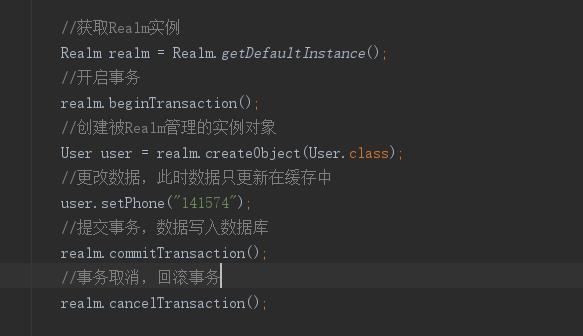 //获取Realm实例
Realm realm = Realm.getDefaultInstance();
//开启事务
realm.beginTransaction();
//创建被Realm管理的实例对象
User user = realm.createObject(User.class);
//更改数据，此时数据只更新在缓存中
user.setPhone("141574");
//提交事务，数据写入数据库
realm.commitTransaction();
//事务取消，回滚事务
realm.cancelTransaction();